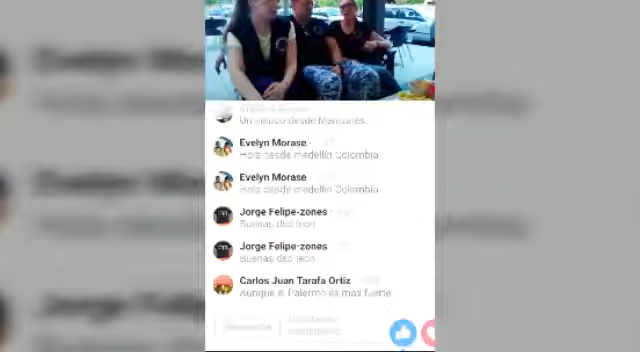 Un saludo desde Manizales.
Evelyn Morase
Hola desde medellin Colombia
Evelyn Morase
Hola desde medellin Colombia
Jorge Felipe-zones
Buenas dso leon
Jorge Felipe-zones
Buenas dso leon
Carlos Juan Tarafa Ortiz
Aunque el Palermo es mas fuerte